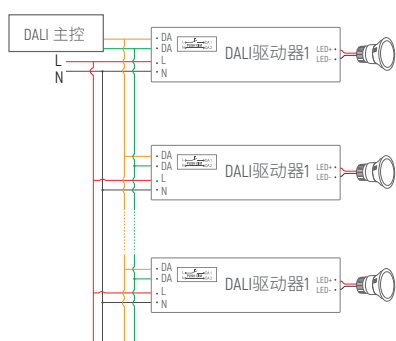 DALI 主控
L
N
DA
DA
L
N
DALI驱动器1
LED+
LED-
DA
DA
L
N
DALI驱动器1
LED+
LED-
DA
DA
L
N
DALI驱动器1
LED+
LED-